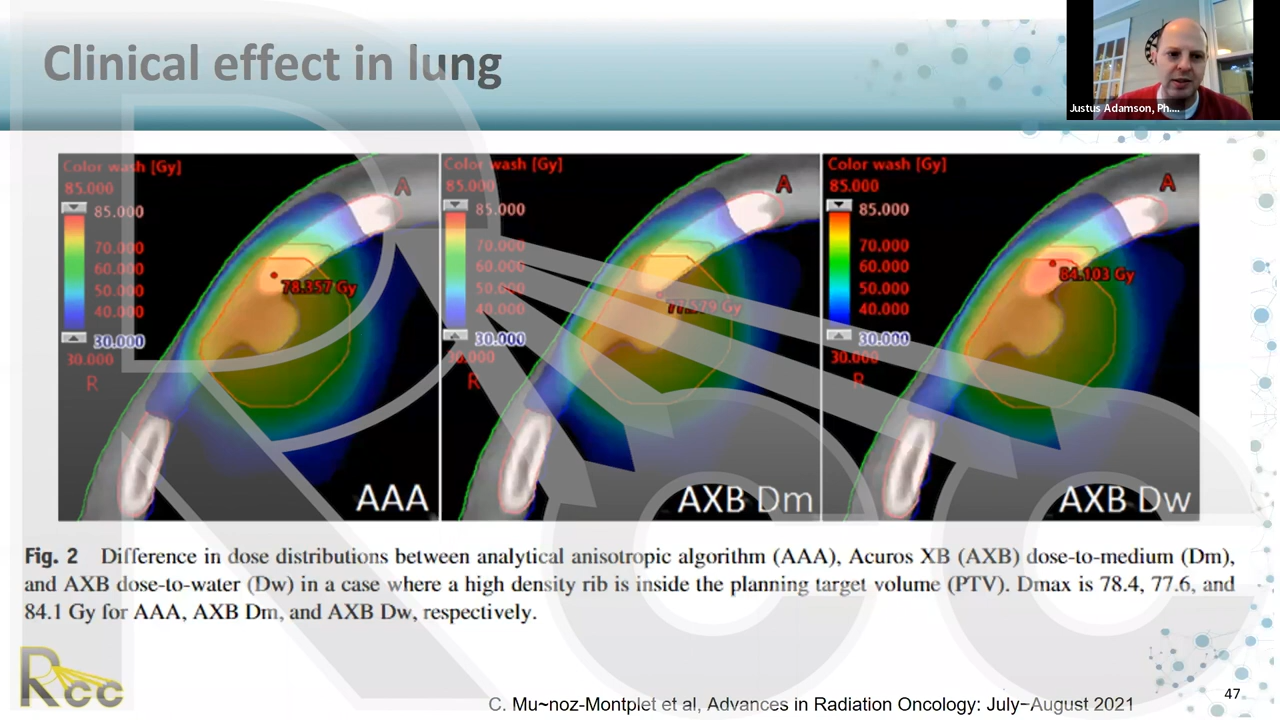 Clinical effect in lung
Justus Adamson, Ph....
Color wash [Gy]
85.000
85.000
70.000
60.000
50.000
40.000
30.000
30.000
R
A
78.357 Gy
AAA
Color wash [Gy]
85.000
85.000
70.000
60.000
50.000
40.000
30.000
30.000
R
A
77.579 Gy
AXB Dm
Color wash [Gy]
85.000
85.000
70.000
60.000
50.000
40.000
30.000
30.000
R
A
84.103 Gy
AXB Dw
Fig. 2 Difference in dose distributions between analytical anisotropic algorithm (AAA), Acuros XB (AXB) dose-to-medium (Dm),
and AXB dose-to-water (Dw) in a case where a high density rib is inside the planning target volume (PTV). Dmax is 78.4, 77.6, and
84.1 Gy for AAA, AXB Dm, and AXB Dw, respectively.
Rcc
C. Mu~noz-Montplet et al, Advances in Radiation Oncology: July−August 2021
47
Rcc